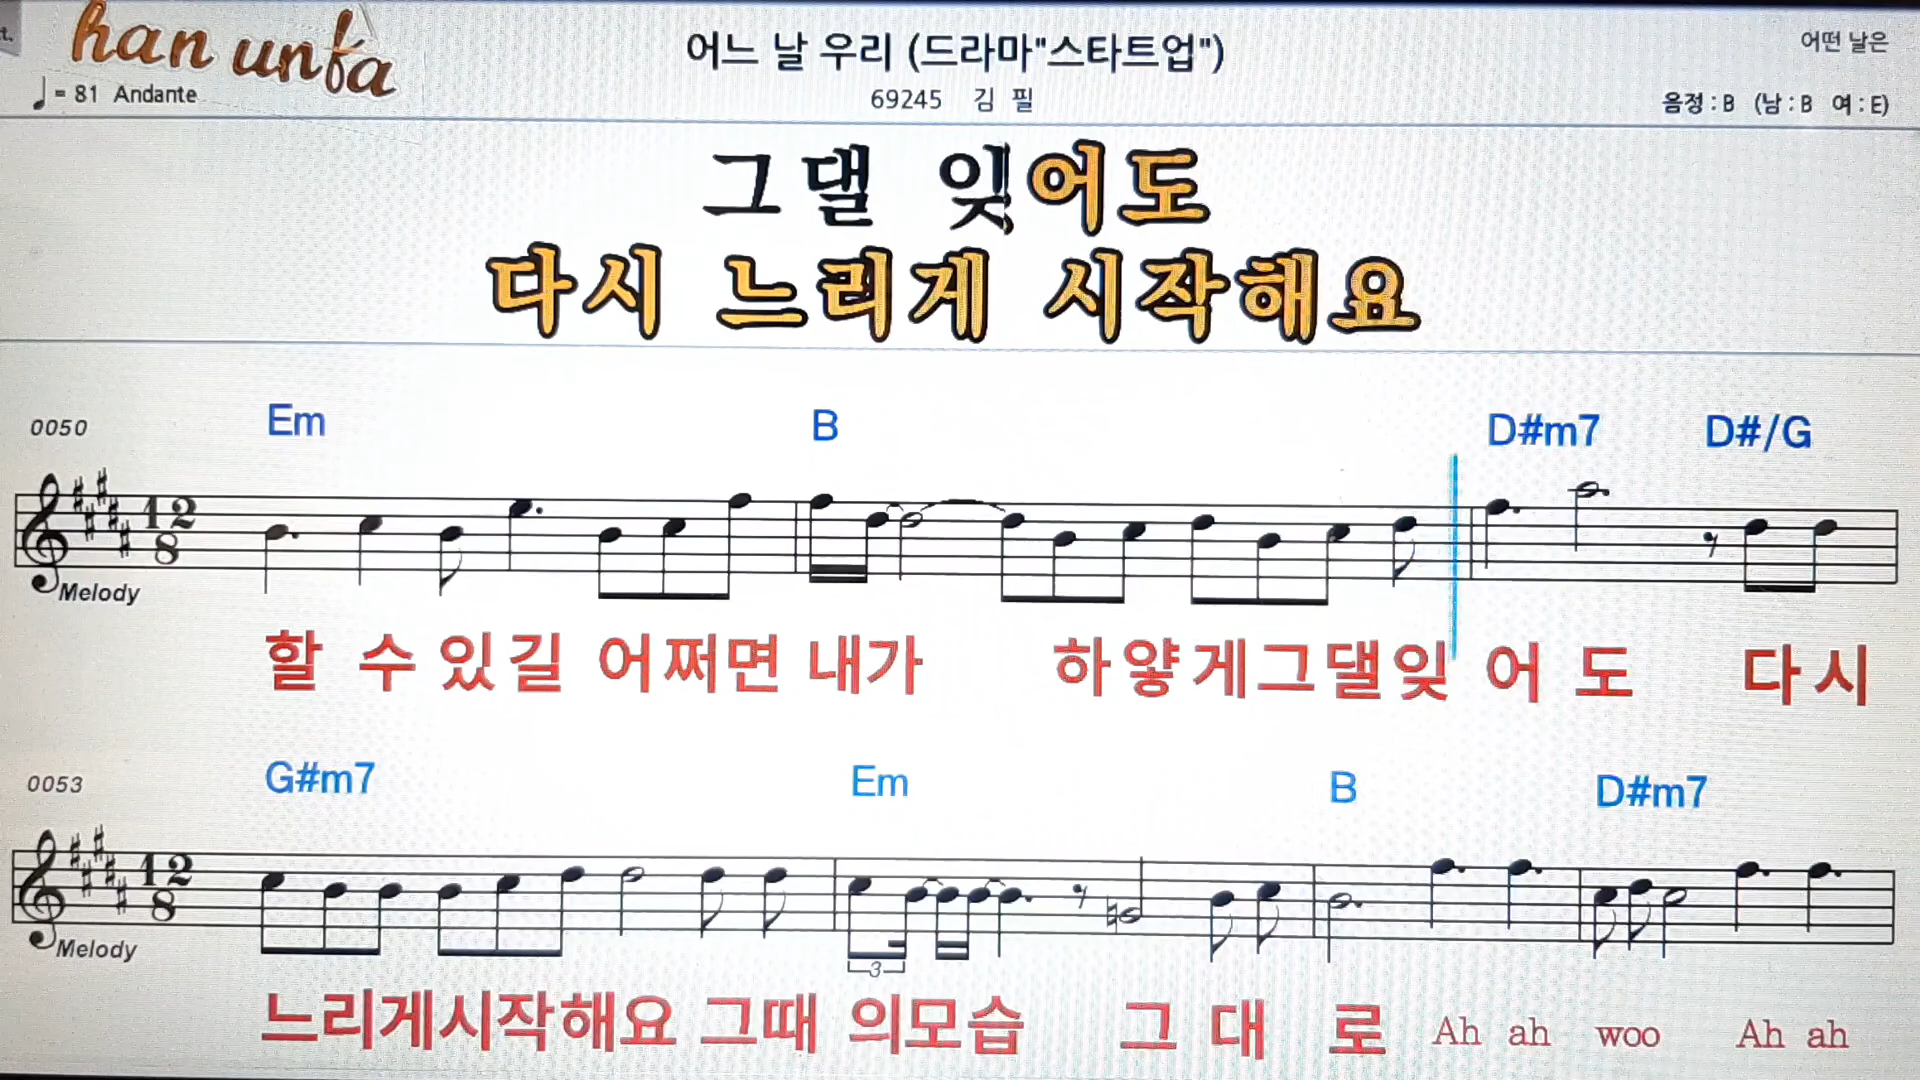 t.
han unfa
어느 날 우리 (드라마"스타트업")
어떤 날은
♩ = 81 Andante
69245 김 필
음정 : B (남 : B 여 : E)
그댈 잊어도
다시 느리게 시작해요
0050 Em B D#m7 D#/G
12
8
Melody
할 수 있길 어쩌면 내가 하얗게그댈잊 어 도 다시
0053 G#m7 Em B D#m7
12
8
Melody
3
느리게시작해요 그때 의모습 그 대 로 Ah ah woo Ah ah